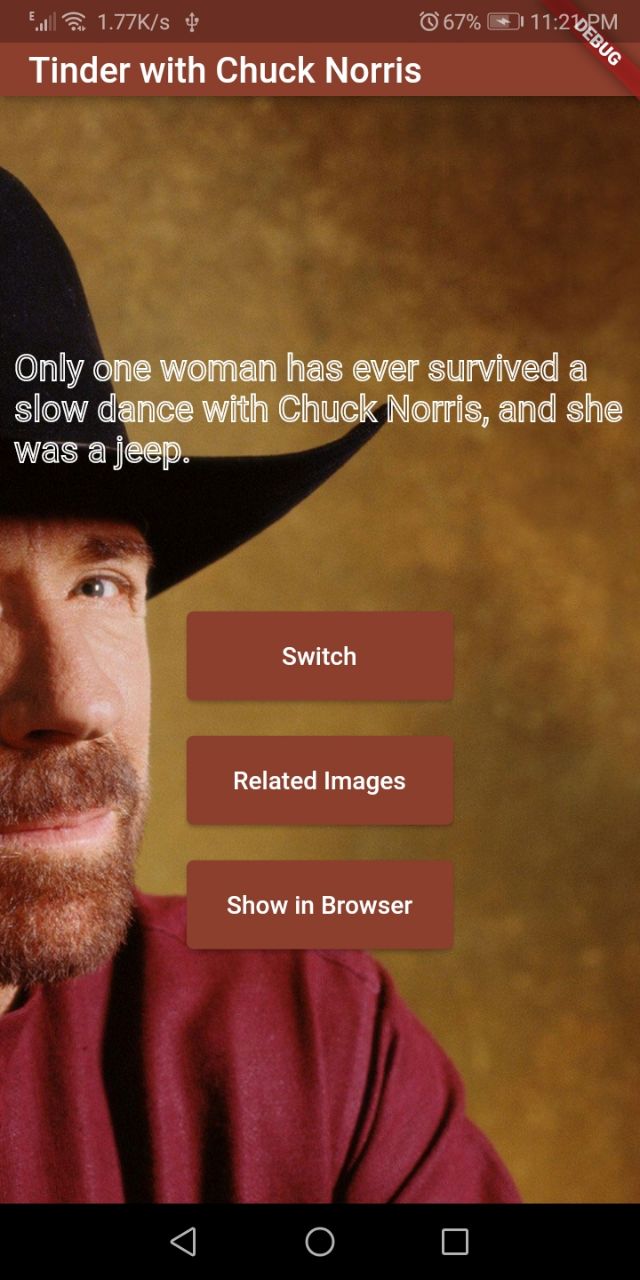 E 1.77K/s 67% 11:21 PM
DEBUG
Tinder with Chuck Norris
Only one woman has ever survived a
slow dance with Chuck Norris, and she
was a jeep.
Switch
Related Images
Show in Browser